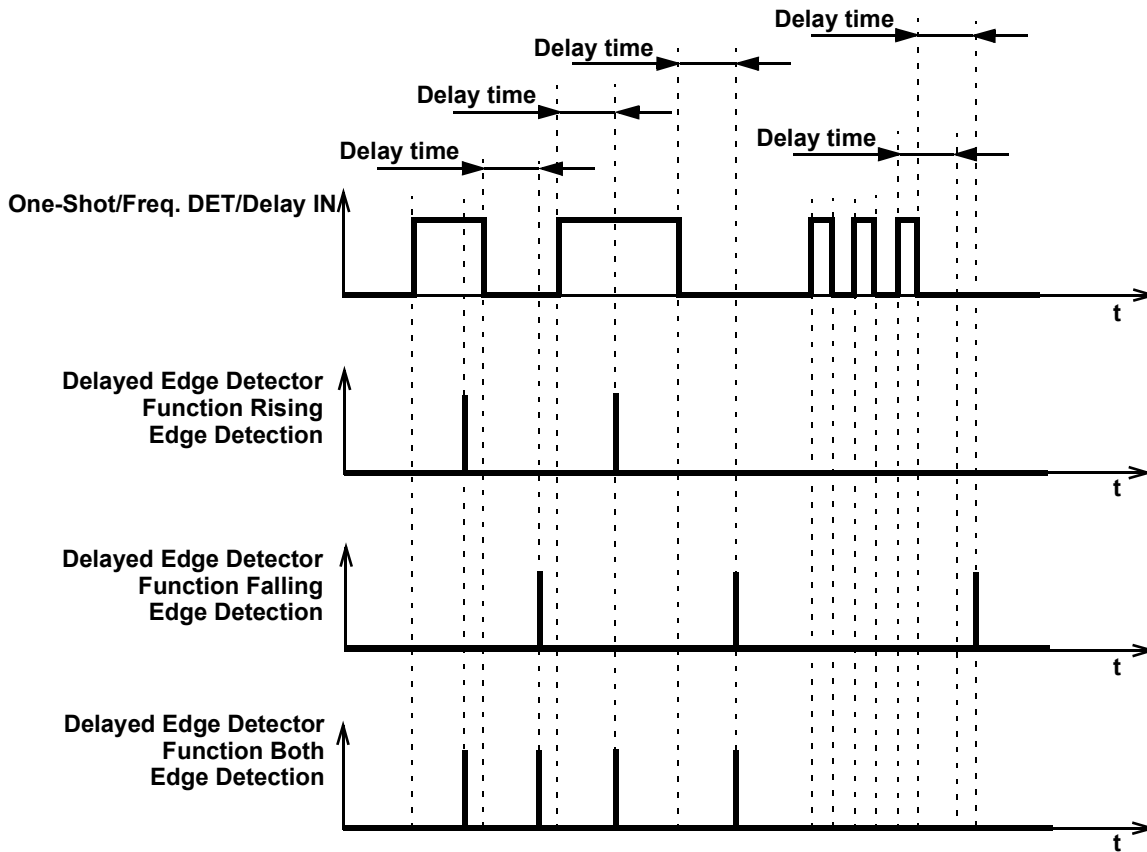 Delay time
Delay time
Delay time
Delay time
Delay time
One-Shot/Freq. DET/Delay IN
t
Delayed Edge Detector
Function Rising
Edge Detection
t
Delayed Edge Detector
Function Falling
Edge Detection
t
Delayed Edge Detector
Function Both
Edge Detection
t